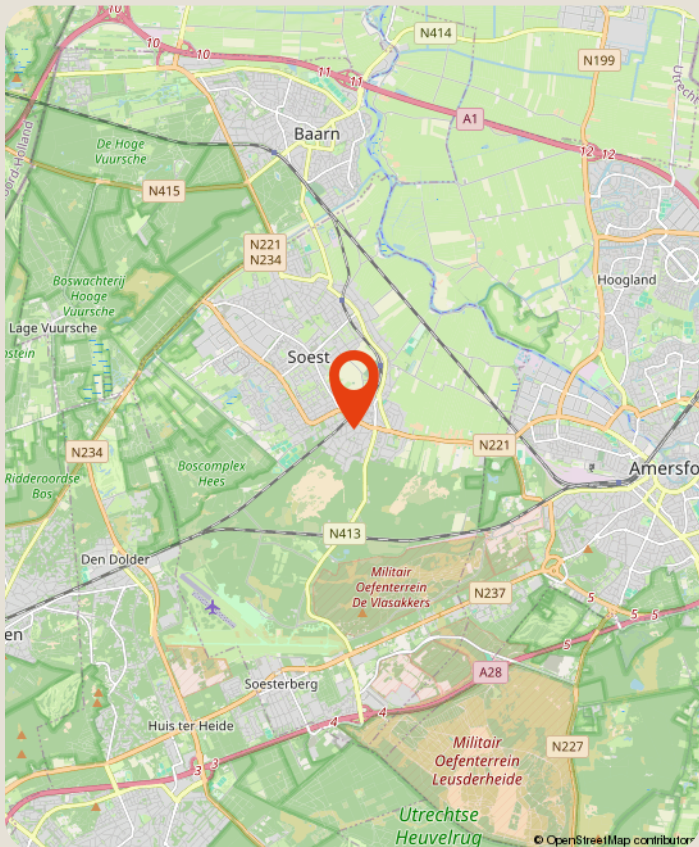 10
10
10
N414
N199
11
11
A1
Utrecht
Baarn
De Hoge
Vuursche
12
12
N415
N221
N234
Hoogland
Boswachterij
Hooge
Vuursche
Lage Vuursche
Soest
N234
N221
Boscomplex
Hees
Ridderoordse
Bos
Amersfo
N413
Den Dolder
Militair
Oefenterrein
De Vlasakkers
N237
5
5
5
en
5
A28
Soesterberg
4
4
Huis ter Heide
N227
Militair
Oefenterrein
Leusderheide
3
3
Utrechtse
Heuvelrug
© OpenStreetMap contributors